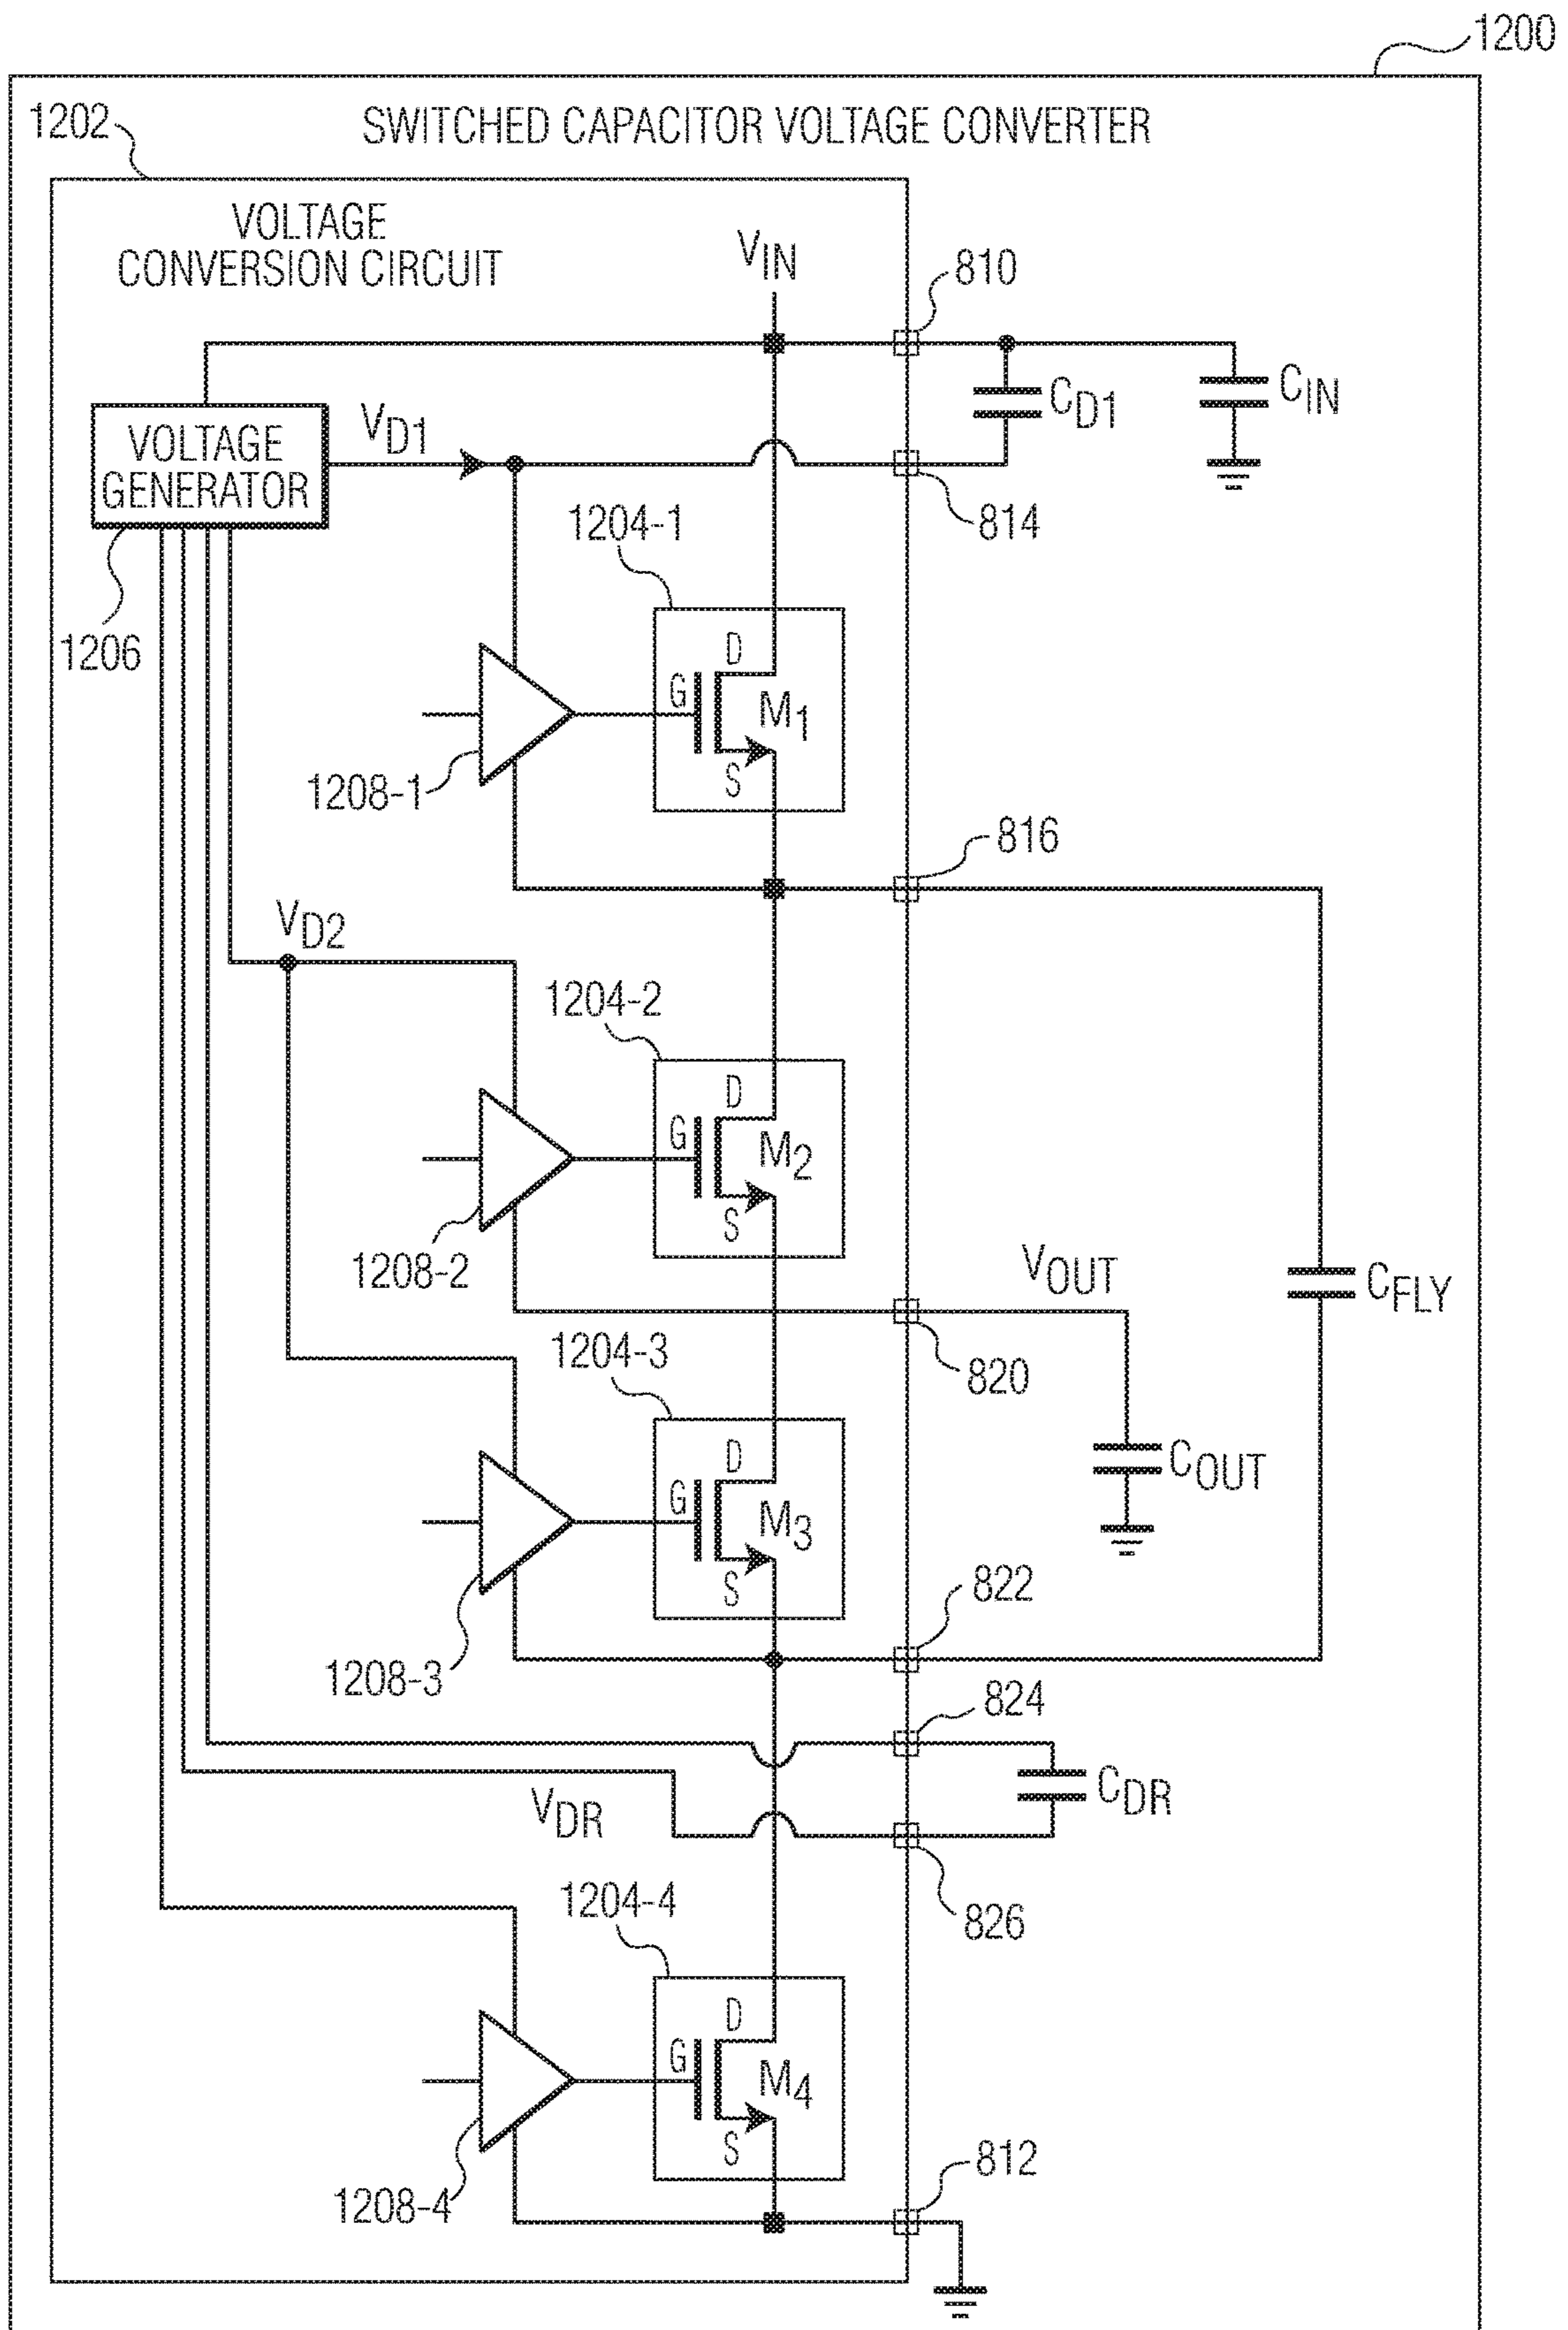 1200
1202
SWITCHED CAPACITOR VOLTAGE CONVERTER
VOLTAGE
CONVERSION CIRCUIT
VIN
810
CD1
CIN
VOLTAGE
GENERATOR
VD1
814
1204-1
1206
D
G
M1
S
1208-1
816
VD2
1204-2
D
G
M2
S
1208-2
VOUT
CFLY
820
1204-3
D
G
M3
S
COUT
1208-3
822
824
CDR
VDR
826
1204-4
D
G
M4
S
1208-4
812